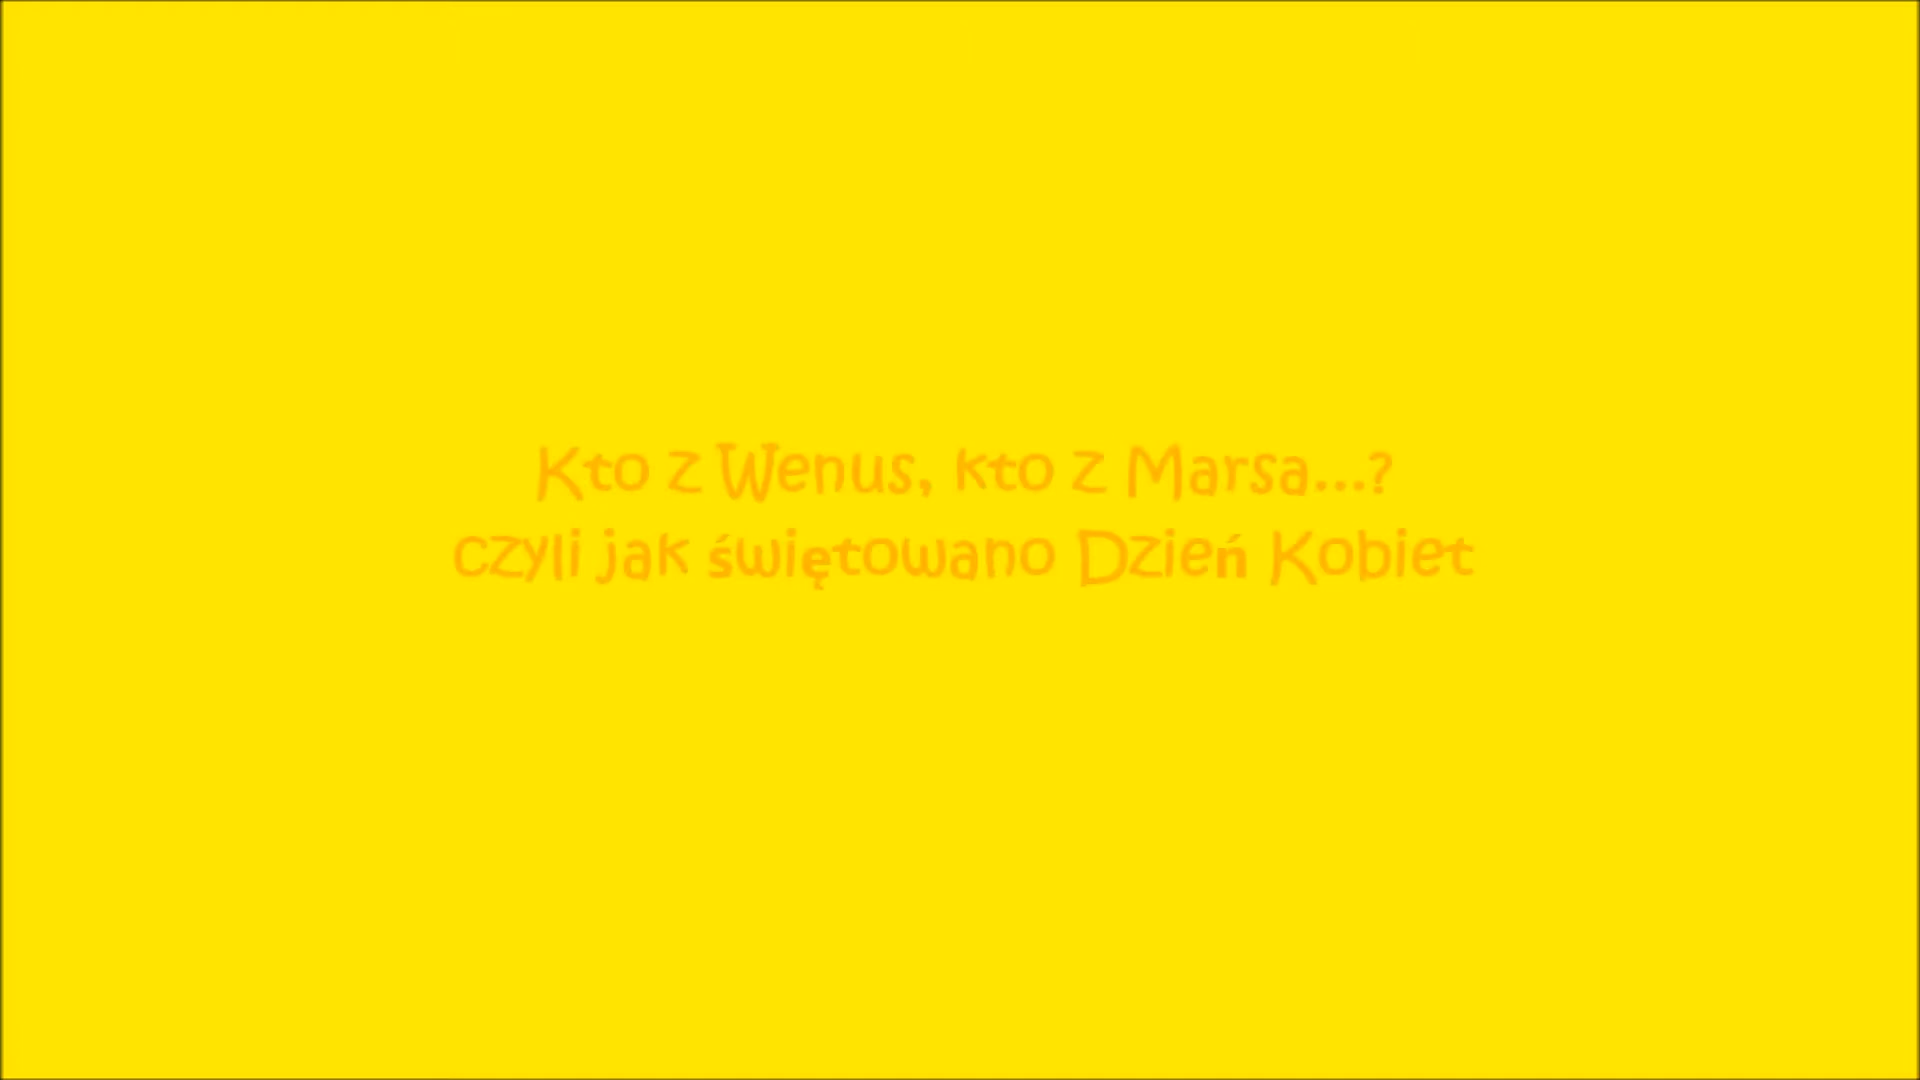 Kto z Wenus, kto z Marsa...?
czyli jak świętowano Dzień Kobiet